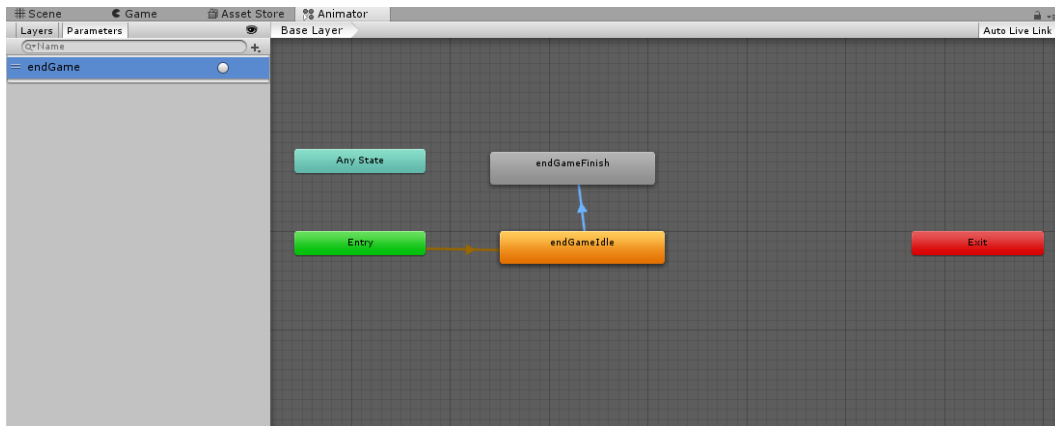 Scene
Game
Asset Store
Animator
Layers
Parameters
Base Layer
Auto Live Link
Name
endGame
Any State
endGameFinish
Entry
endGameIdle
Exit